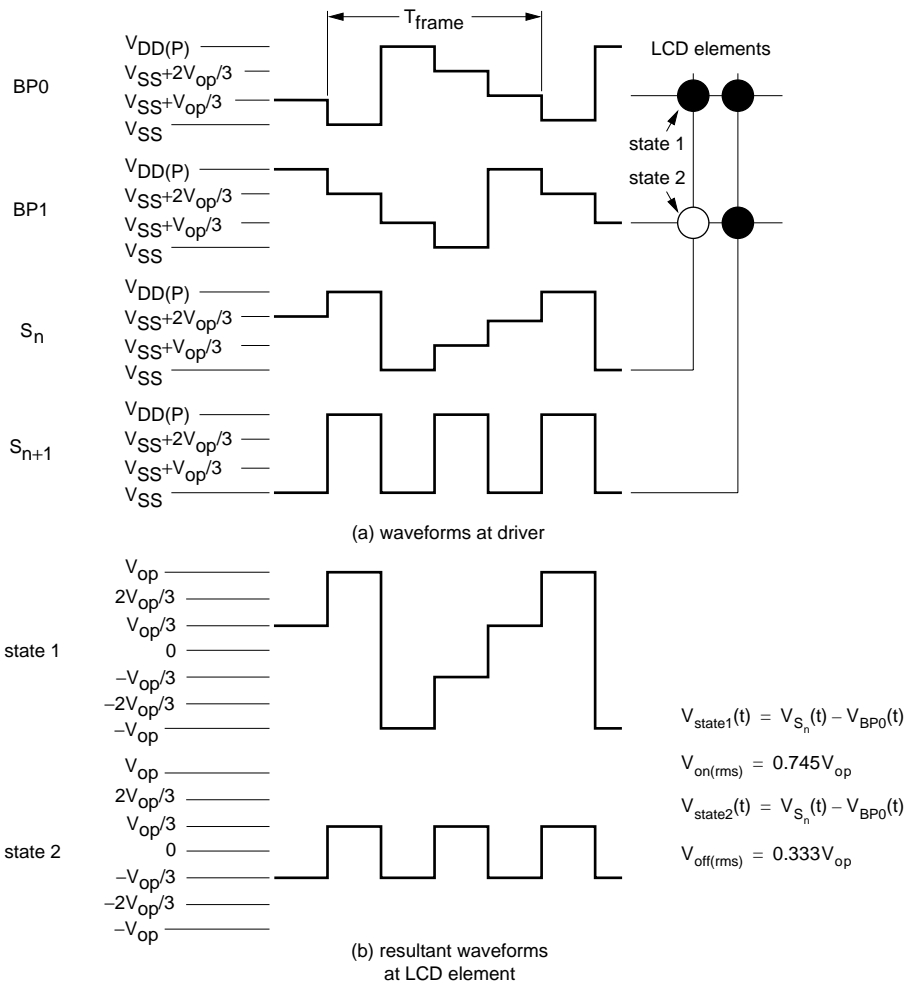 T_frame
BP0
V_DD(P)
V_SS+2V_op/3
V_SS+V_op/3
V_SS
LCD elements
state 1
BP1
V_DD(P)
V_SS+2V_op/3
V_SS+V_op/3
V_SS
state 2
S_n
V_DD(P)
V_SS+2V_op/3
V_SS+V_op/3
V_SS
S_n+1
V_DD(P)
V_SS+2V_op/3
V_SS+V_op/3
V_SS
(a) waveforms at driver
state 1
V_op
2V_op/3
V_op/3
0
−V_op/3
−2V_op/3
−V_op
state 2
V_op
2V_op/3
V_op/3
0
−V_op/3
−2V_op/3
−V_op
V_state1(t) = V_S_n(t) – V_BP0(t)
V_on(rms) = 0.745V_op
V_state2(t) = V_S_n(t) – V_BP0(t)
V_off(rms) = 0.333V_op
(b) resultant waveforms
at LCD element